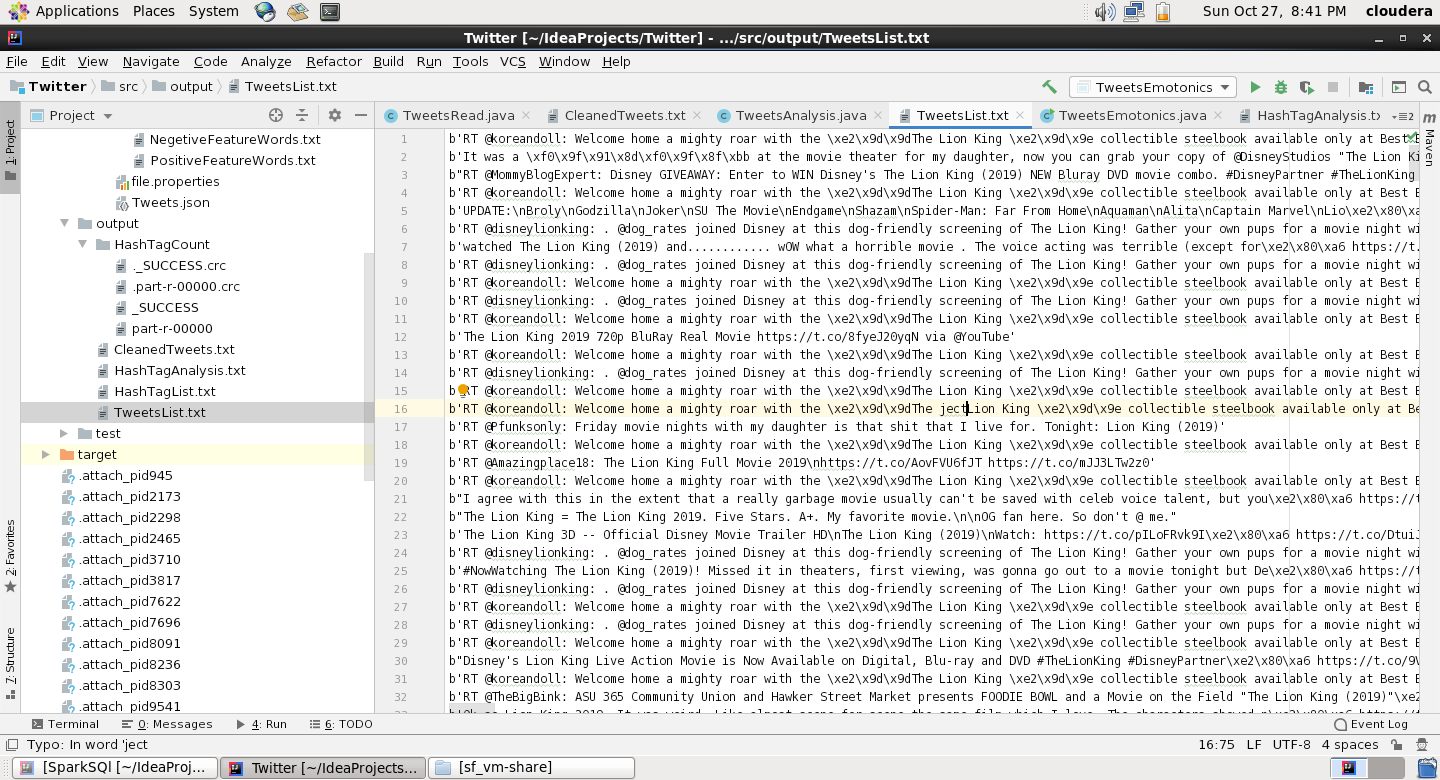 Applications Places System Sun Oct 27, 8:41 PM cloudera
Twitter [~/IdeaProjects/Twitter] - .../src/output/TweetsList.txt
File Edit View Navigate Code Analyze Refactor Build Run Tools VCS Window Help
Twitter src output TweetsList.txt TweetsEmotonics
Project TweetsRead.java CleanedTweets.txt TweetsAnalysis.java TweetsList.txt TweetsEmotonics.java HashTagAnalysis.tx
1: Project
2: Favorites
7: Structure
Maven
NegetiveFeatureWords.txt
PositiveFeatureWords.txt
file.properties
Tweets.json
output
HashTagCount
._SUCCESS.crc
.part-r-00000.crc
_SUCCESS
part-r-00000
CleanedTweets.txt
HashTagAnalysis.txt
HashTagList.txt
TweetsList.txt
test
target
.attach_pid945
.attach_pid2173
.attach_pid2298
.attach_pid2465
.attach_pid3710
.attach_pid3817
.attach_pid7622
.attach_pid7696
.attach_pid8091
.attach_pid8236
.attach_pid8303
.attach_pid9541
1 b'RT @koreandoll: Welcome home a mighty roar with the \xe2\x9d\x9dThe Lion King \xe2\x9d\x9e collectible steelbook available only at Best
2 b'It was a \xf0\x9f\x91\x8d\xf0\x9f\x8f\xbb at the movie theater for my daughter, now you can grab your copy of @DisneyStudios "The Lion Ki
3 b"RT @MommyBlogExpert: Disney GIVEAWAY: Enter to WIN Disney's The Lion King (2019) NEW Bluray DVD movie combo. #DisneyPartner #TheLionKing
4 b'RT @koreandoll: Welcome home a mighty roar with the \xe2\x9d\x9dThe Lion King \xe2\x9d\x9e collectible steelbook available only at Best B
5 b'UPDATE:\nBroly\nGodzilla\nJoker\nSU The Movie\nEndgame\nShazam\nSpider-Man: Far From Home\nAquaman\nAlita\nCaptain Marvel\nLio\xe2\x80\xa
6 b'RT @disneylionking: . @dog_rates joined Disney at this dog-friendly screening of The Lion King! Gather your own pups for a movie night wi
7 b'watched The Lion King (2019) and............ wOW what a horrible movie . The voice acting was terrible (except for\xe2\x80\xa6 https://t.
8 b'RT @disneylionking: . @dog_rates joined Disney at this dog-friendly screening of The Lion King! Gather your own pups for a movie night wi
9 b'RT @koreandoll: Welcome home a mighty roar with the \xe2\x9d\x9dThe Lion King \xe2\x9d\x9e collectible steelbook available only at Best B
10 b'RT @disneylionking: . @dog_rates joined Disney at this dog-friendly screening of The Lion King! Gather your own pups for a movie night wi
11 b'RT @koreandoll: Welcome home a mighty roar with the \xe2\x9d\x9dThe Lion King \xe2\x9d\x9e collectible steelbook available only at Best B
12 b'The Lion King 2019 720p BluRay Real Movie https://t.co/8fyeJ20yqN via @YouTube'
13 b'RT @koreandoll: Welcome home a mighty roar with the \xe2\x9d\x9dThe Lion King \xe2\x9d\x9e collectible steelbook available only at Best B
14 b'RT @disneylionking: . @dog_rates joined Disney at this dog-friendly screening of The Lion King! Gather your own pups for a movie night wi
15 b'RT @koreandoll: Welcome home a mighty roar with the \xe2\x9d\x9dThe Lion King \xe2\x9d\x9e collectible steelbook available only at Best B
16 b'RT @koreandoll: Welcome home a mighty roar with the \xe2\x9d\x9dThe jectLion King \xe2\x9d\x9e collectible steelbook available only at Be
17 b'RT @Pfunksonly: Friday movie nights with my daughter is that shit that I live for. Tonight: Lion King (2019)'
18 b'RT @koreandoll: Welcome home a mighty roar with the \xe2\x9d\x9dThe Lion King \xe2\x9d\x9e collectible steelbook available only at Best B
19 b'RT @Amazingplace18: The Lion King Full Movie 2019\nhttps://t.co/AovFVU6fJT https://t.co/mJJ3LTw2z0'
20 b'RT @koreandoll: Welcome home a mighty roar with the \xe2\x9d\x9dThe Lion King \xe2\x9d\x9e collectible steelbook available only at Best B
21 b"I agree with this in the extent that a really garbage movie usually can't be saved with celeb voice talent, but you\xe2\x80\xa6 https://t
22 b"The Lion King = The Lion King 2019. Five Stars. A+. My favorite movie.\n\nOG fan here. So don't @ me."
23 b'The Lion King 3D -- Official Disney Movie Trailer HD\nThe Lion King (2019)\nWatch: https://t.co/pILoFRvk9I\xe2\x80\xa6 https://t.co/DtuiJ
24 b'RT @disneylionking: . @dog_rates joined Disney at this dog-friendly screening of The Lion King! Gather your own pups for a movie night wi
25 b'#NowWatching The Lion King (2019)! Missed it in theaters, first viewing, was gonna go out to a movie tonight but De\xe2\x80\xa6 https://t
26 b'RT @disneylionking: . @dog_rates joined Disney at this dog-friendly screening of The Lion King! Gather your own pups for a movie night wi
27 b'RT @koreandoll: Welcome home a mighty roar with the \xe2\x9d\x9dThe Lion King \xe2\x9d\x9e collectible steelbook available only at Best B
28 b'RT @disneylionking: . @dog_rates joined Disney at this dog-friendly screening of The Lion King! Gather your own pups for a movie night wi
29 b'RT @koreandoll: Welcome home a mighty roar with the \xe2\x9d\x9dThe Lion King \xe2\x9d\x9e collectible steelbook available only at Best B
30 b"Disney's Lion King Live Action Movie is Now Available on Digital, Blu-ray and DVD #TheLionKing #DisneyPartner\xe2\x80\xa6 https://t.co/9V
31 b'RT @koreandoll: Welcome home a mighty roar with the \xe2\x9d\x9dThe Lion King \xe2\x9d\x9e collectible steelbook available only at Best B
32 b'RT @TheBigBink: ASU 365 Community Union and Hawker Street Market presents FOODIE BOWL and a Movie on the Field "The Lion King (2019)"\xe2
Terminal 0: Messages 4: Run 6: TODO Event Log
Typo: In word 'ject 16:75 LF UTF-8 4 spaces
[SparkSQl [~/IdeaProj... Twitter [~/IdeaProjects... [sf_vm-share]